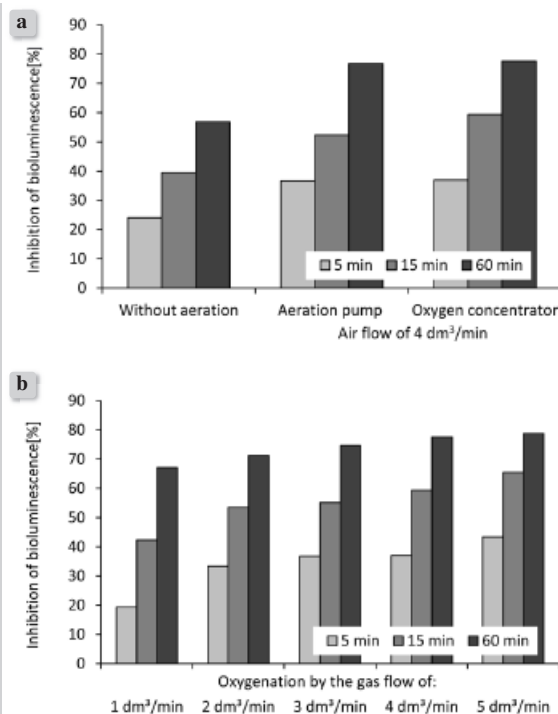 a
Inhibition of bioluminescence[%]
90
80
70
60
50
40
30
20
10
0
5 min 15 min 60 min
Without aeration Aeration pump Oxygen concentrator
Air flow of 4 dm³/min
b
Inhibition of bioluminescence[%]
90
80
70
60
50
40
30
20
10
0
5 min 15 min 60 min
Oxygenation by the gas flow of:
1 dm³/min 2 dm³/min 3 dm³/min 4 dm³/min 5 dm³/min